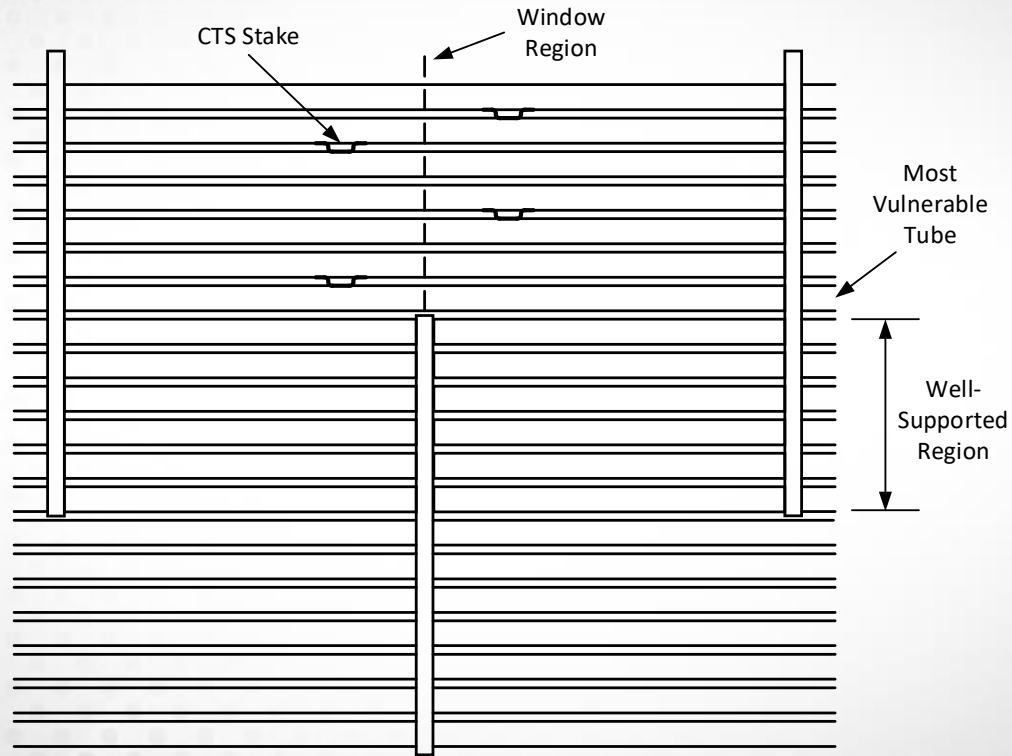 CTS Stake
Window
Region
Most
Vulnerable
Tube
Well-
Supported
Region